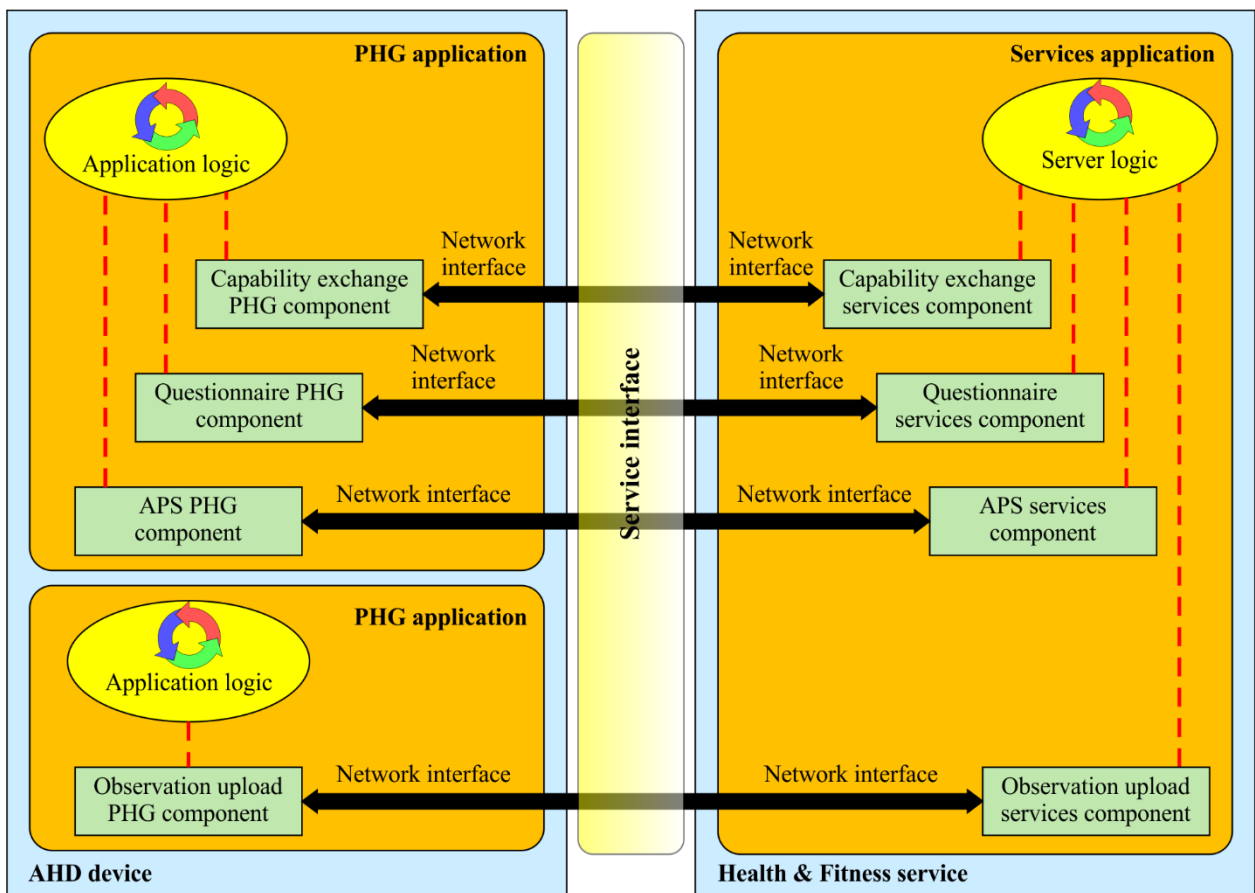 PHG application
Application logic
Capability exchange
PHG component
Network
interface
Questionnaire PHG
component
Network
interface
APS PHG
component
Network interface
PHG application
Application logic
Observation upload
PHG component
Network interface
AHD device
Service interface
Services application
Server logic
Network
interface
Capability exchange
services component
Network
interface
Questionnaire
services component
Network interface
APS services
component
Network interface
Observation upload
services component
Health & Fitness service